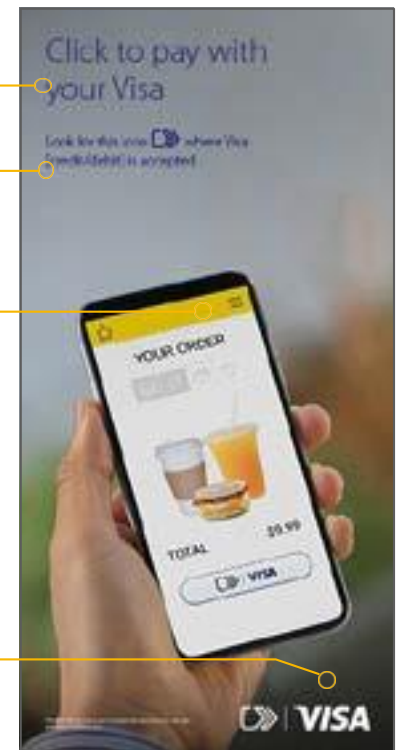 Click to pay with
your Visa
Look for this icon where Visa
[credit/debit] is accepted
YOUR ORDER
TOTAL $9.99
VISA
VISA